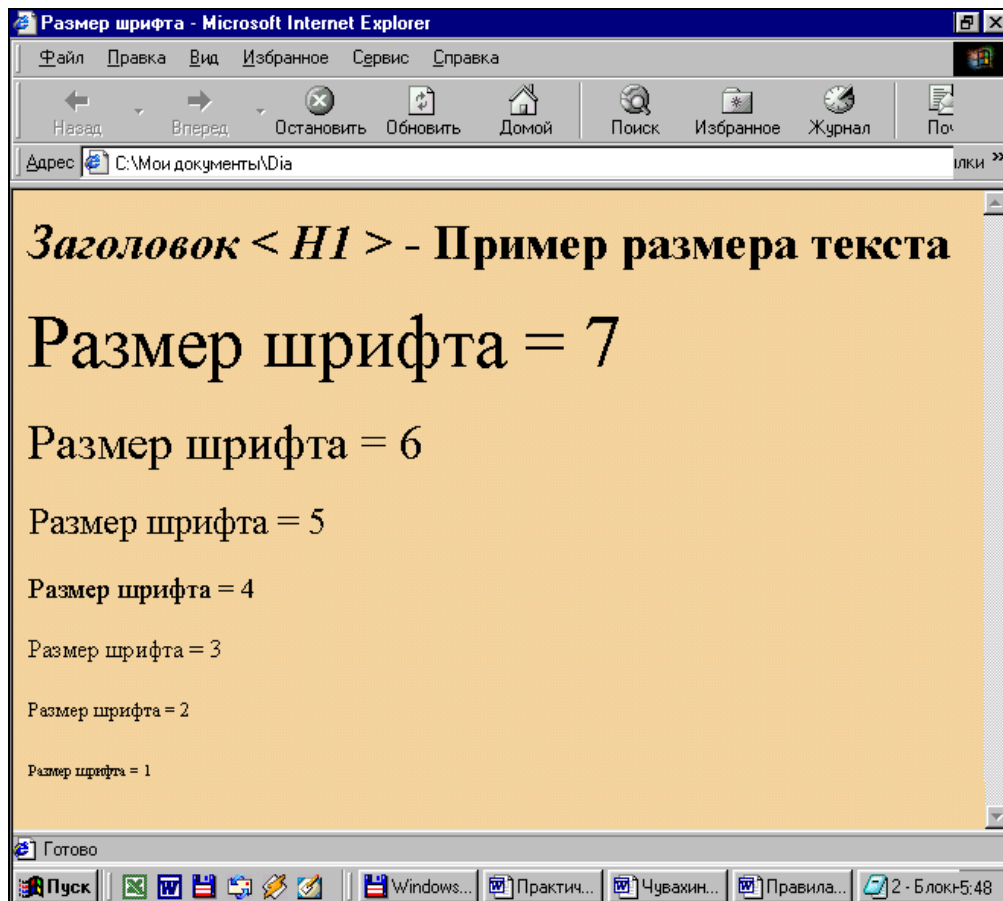 Размер шрифта - Microsoft Internet Explorer
Файл Правка Вид Избранное Сервис Справка
Назад Вперед Остановить Обновить Домой Поиск Избранное Журнал Поч
Адрес C:\Мои документы\Dia лки »
Заголовок < H1 > - Пример размера текста
Размер шрифта = 7
Размер шрифта = 6
Размер шрифта = 5
Размер шрифта = 4
Размер шрифта = 3
Размер шрифта = 2
Размер шрифта = 1
Готово
Пуск Windows... Практич... Чувахин... Правила... 2 - Блокн 5:48